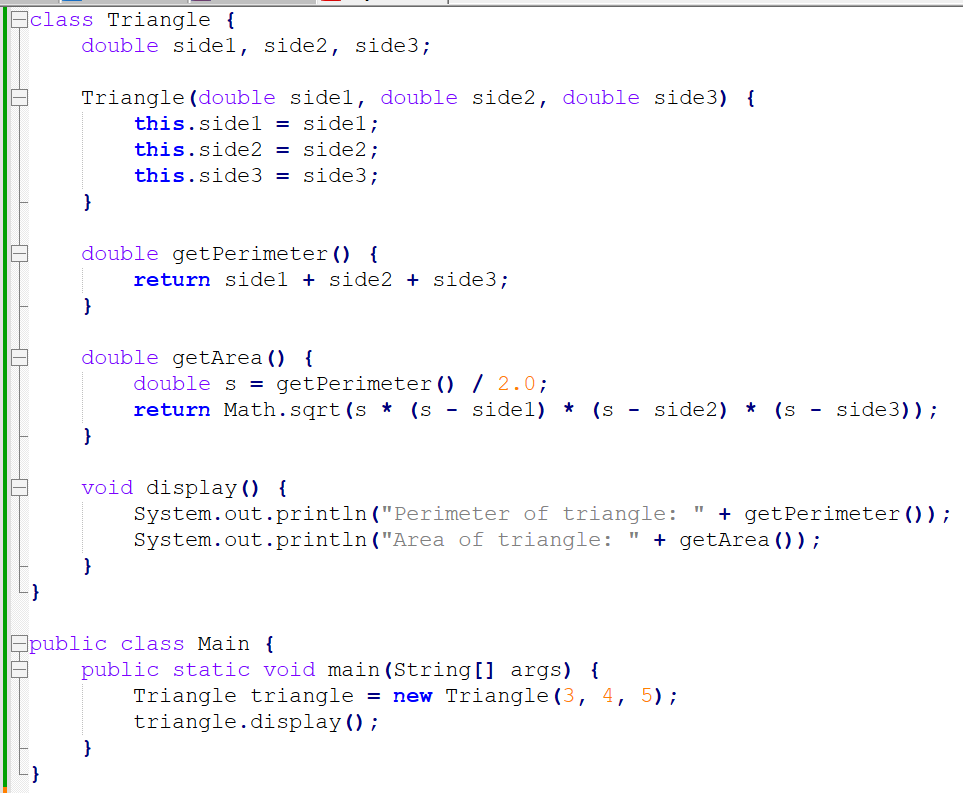 class Triangle {
    double side1, side2, side3;

    Triangle(double side1, double side2, double side3) {
        this.side1 = side1;
        this.side2 = side2;
        this.side3 = side3;
    }

    double getPerimeter() {
        return side1 + side2 + side3;
    }

    double getArea() {
        double s = getPerimeter() / 2.0;
        return Math.sqrt(s * (s - side1) * (s - side2) * (s - side3));
    }

    void display() {
        System.out.println("Perimeter of triangle: " + getPerimeter());
        System.out.println("Area of triangle: " + getArea());
    }
}

public class Main {
    public static void main(String[] args) {
        Triangle triangle = new Triangle(3, 4, 5);
        triangle.display();
    }
}